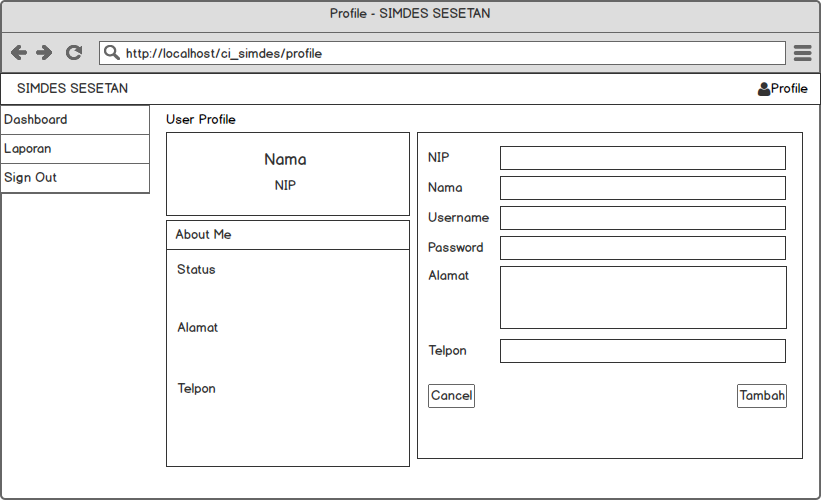 Profile - SIMDES SESETAN
http://localhost/ci_simdes/profile
SIMDES SESETAN
Profile
Dashboard
Laporan
Sign Out
User Profile
Nama
NIP
About Me
Status
Alamat
Telpon
NIP
Nama
Username
Password
Alamat
Telpon
Cancel
Tambah